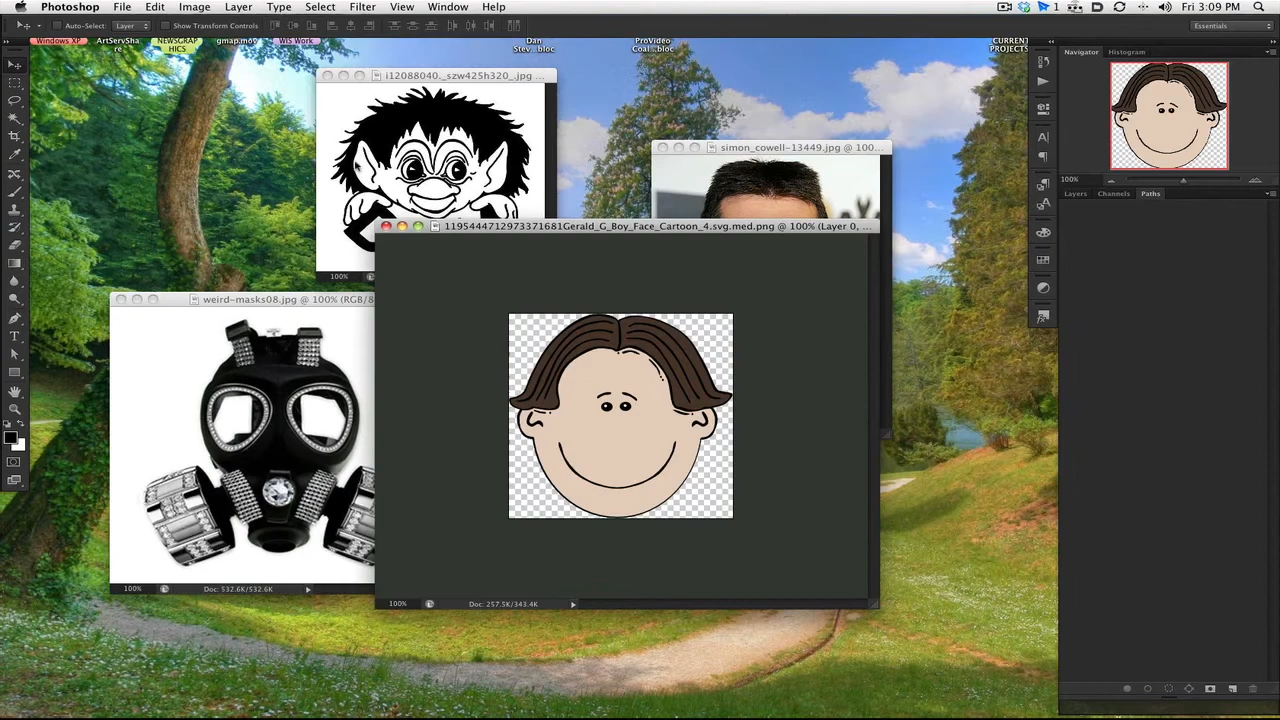 Photoshop File Edit Image Layer Type Select Filter View Window Help
1 Fri 3:09 PM
Auto-Select: Layer Show Transform Controls Essentials
Windows XP ArtServSha NEWSGRAP gmap.mov WIS Work Dan ProVideo CURRENT
re HICS Stev...bloc Coal...bloc PROJECTS
Navigator Histogram
i12088040._szw425h320_.jpg ...
simon_cowell-13449.jpg @ 100...
100%
Layers Channels Paths
1195444712973371681Gerald_G_Boy_Face_Cartoon_4.svg.med.png @ 100% (Layer 0, ...
100%
weird-masks08.jpg @ 100% (RGB/8
100% Doc: 532.6K/532.6K
100% Doc: 257.5K/343.4K